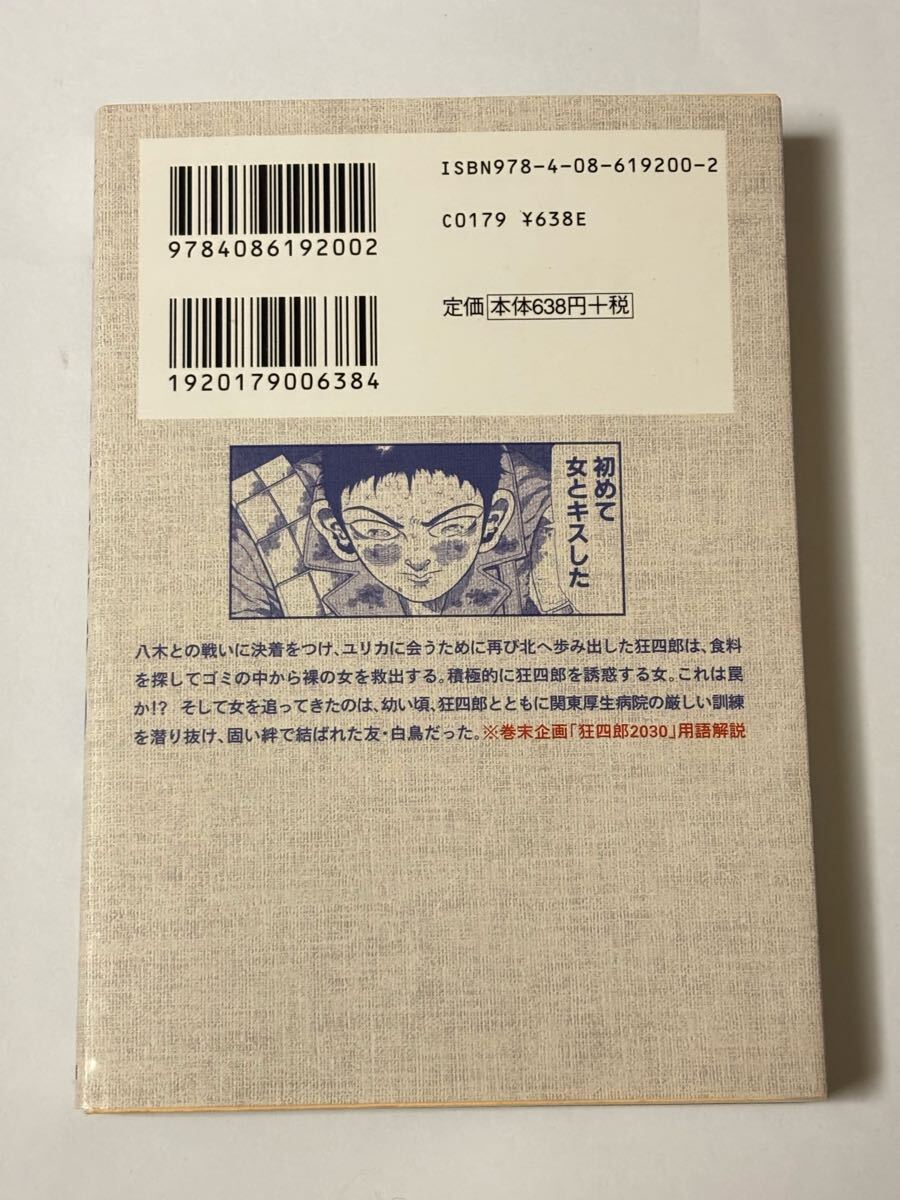 ISBN978-4-08-619200-2
9784086192002
C0179 ¥638E
定価 本体638円+税
1920179006384
初めて
女とキスした
八木との戦いに決着をつけ、ユリカに会うために再び北へ歩み出した狂四郎は、食料
を探してゴミの中から裸の女を救出する。積極的に狂四郎を誘惑する女。これは罠
か!? そして女を追ってきたのは、幼い頃、狂四郎とともに関東厚生病院の厳しい訓練
を潜り抜け、固い絆で結ばれた友・白鳥だった。※巻末企画「狂四郎2030」用語解説